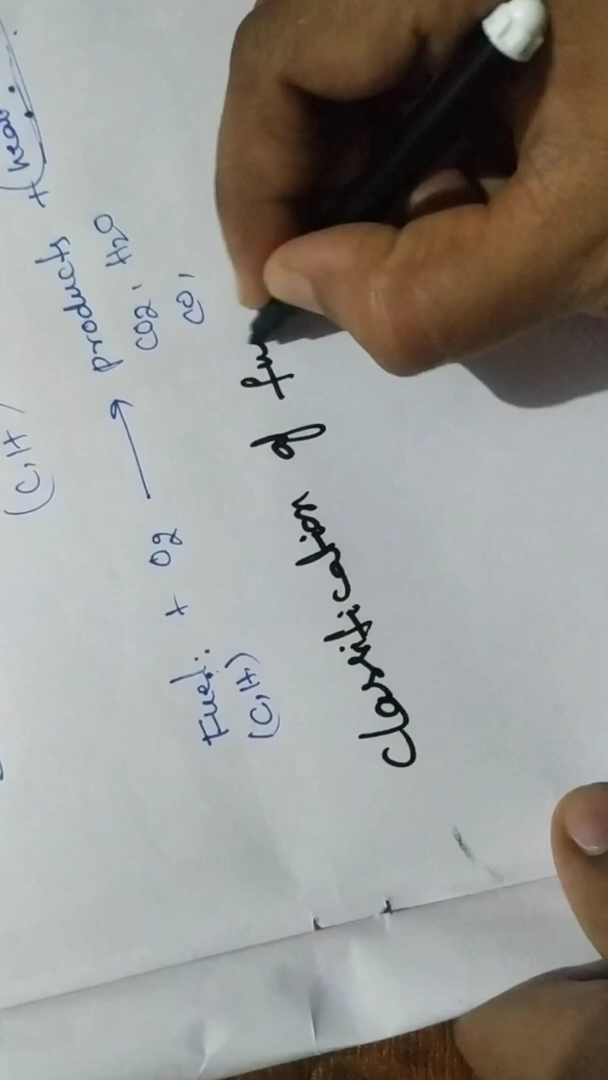 (C,H)
Fuel: + O2 → Products + (heat.
(C,H) CO2, H2O
CO,
Classification of fu